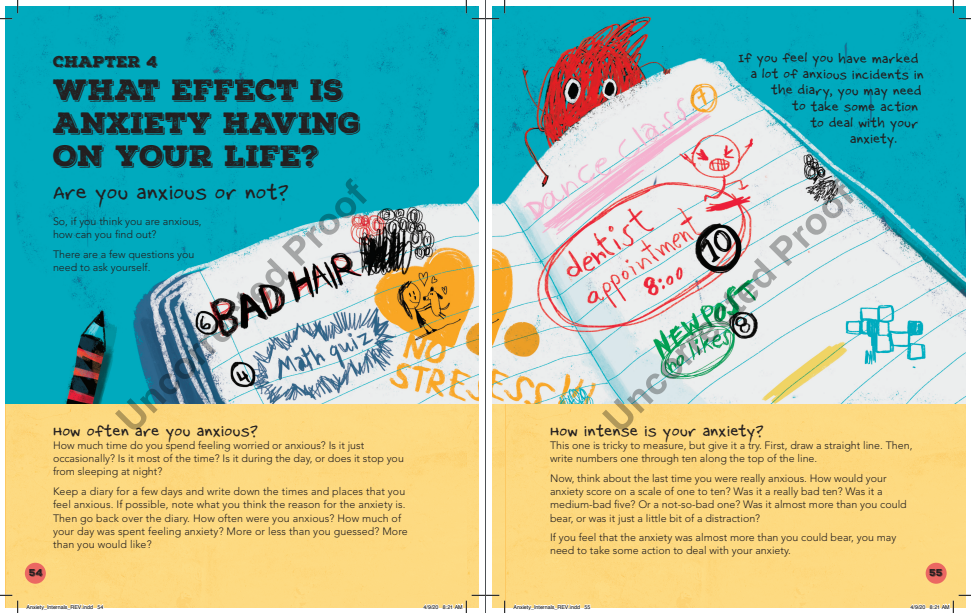 CHAPTER 4
WHAT EFFECT IS
ANXIETY HAVING
ON YOUR LIFE?
Are you anxious or not?
So, if you think you are anxious,
how can you find out?
There are a few questions you
need to ask yourself.
6
BAD HAIR
4
Math quiz
NO
STRESS!!!
Uncorrected Proof
How often are you anxious?
How much time do you spend feeling worried or anxious? Is it just
occasionally? Is it most of the time? Is it during the day, or does it stop you
from sleeping at night?
Keep a diary for a few days and write down the times and places that you
feel anxious. If possible, note what you think the reason for the anxiety is.
Then go back over the diary. How often were you anxious? How much of
your day was spent feeling anxiety? More or less than you guessed? More
than you would like?
54
Anxiety_Internals_REV.indd 54
4/9/20 8:21 AM
If you feel you have marked
a lot of anxious incidents in
the diary, you may need
to take some action
to deal with your
anxiety.
Dance class
7
dentist
appointment
8:00
10
NEW POST
no likes
8
Uncorrected Proof
How intense is your anxiety?
This one is tricky to measure, but give it a try. First, draw a straight line. Then,
write numbers one through ten along the top of the line.
Now, think about the last time you were really anxious. How would your
anxiety score on a scale of one to ten? Was it a really bad ten? Was it a
medium-bad five? Or a not-so-bad one? Was it almost more than you could
bear, or was it just a little bit of a distraction?
If you feel that the anxiety was almost more than you could bear, you may
need to take some action to deal with your anxiety.
55
Anxiety_Internals_REV.indd 55
4/9/20 8:21 AM